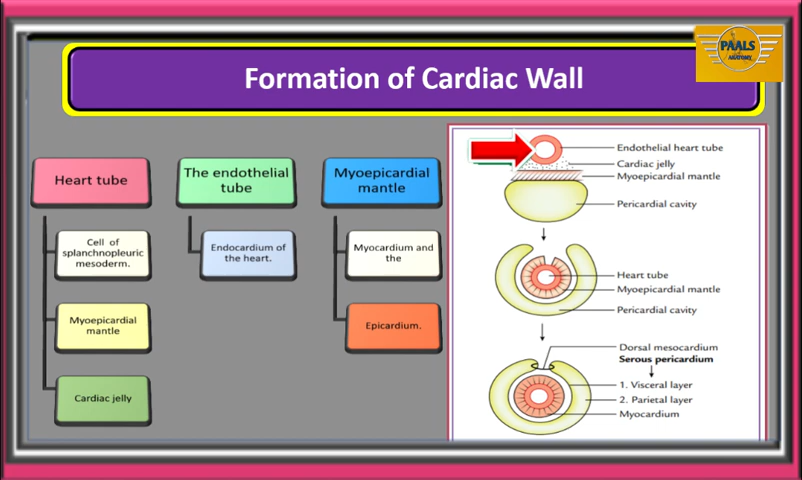 PAALS
ANATOMY
Formation of Cardiac Wall
Heart tube
Cell of
splanchnopleuric
mesoderm.
Myoepicardial
mantle
Cardiac jelly
The endothelial
tube
Endocardium of
the heart.
Myoepicardial
mantle
Myocardium and
the
Epicardium.
Endothelial heart tube
Cardiac jelly
Myoepicardial mantle
Pericardial cavity
Heart tube
Myoepicardial mantle
Pericardial cavity
Dorsal mesocardium
Serous pericardium
1. Visceral layer
2. Parietal layer
Myocardium